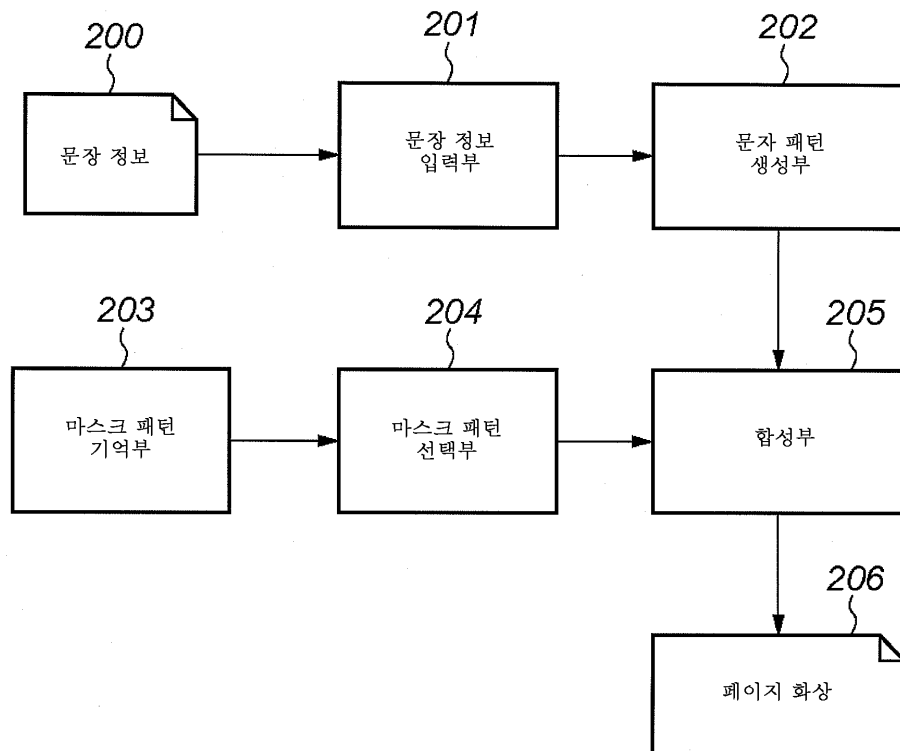 200
201
202
문장 정보
문장 정보
입력부
문자 패턴
생성부
203
204
205
마스크 패턴
기억부
마스크 패턴
선택부
합성부
206
페이지 화상